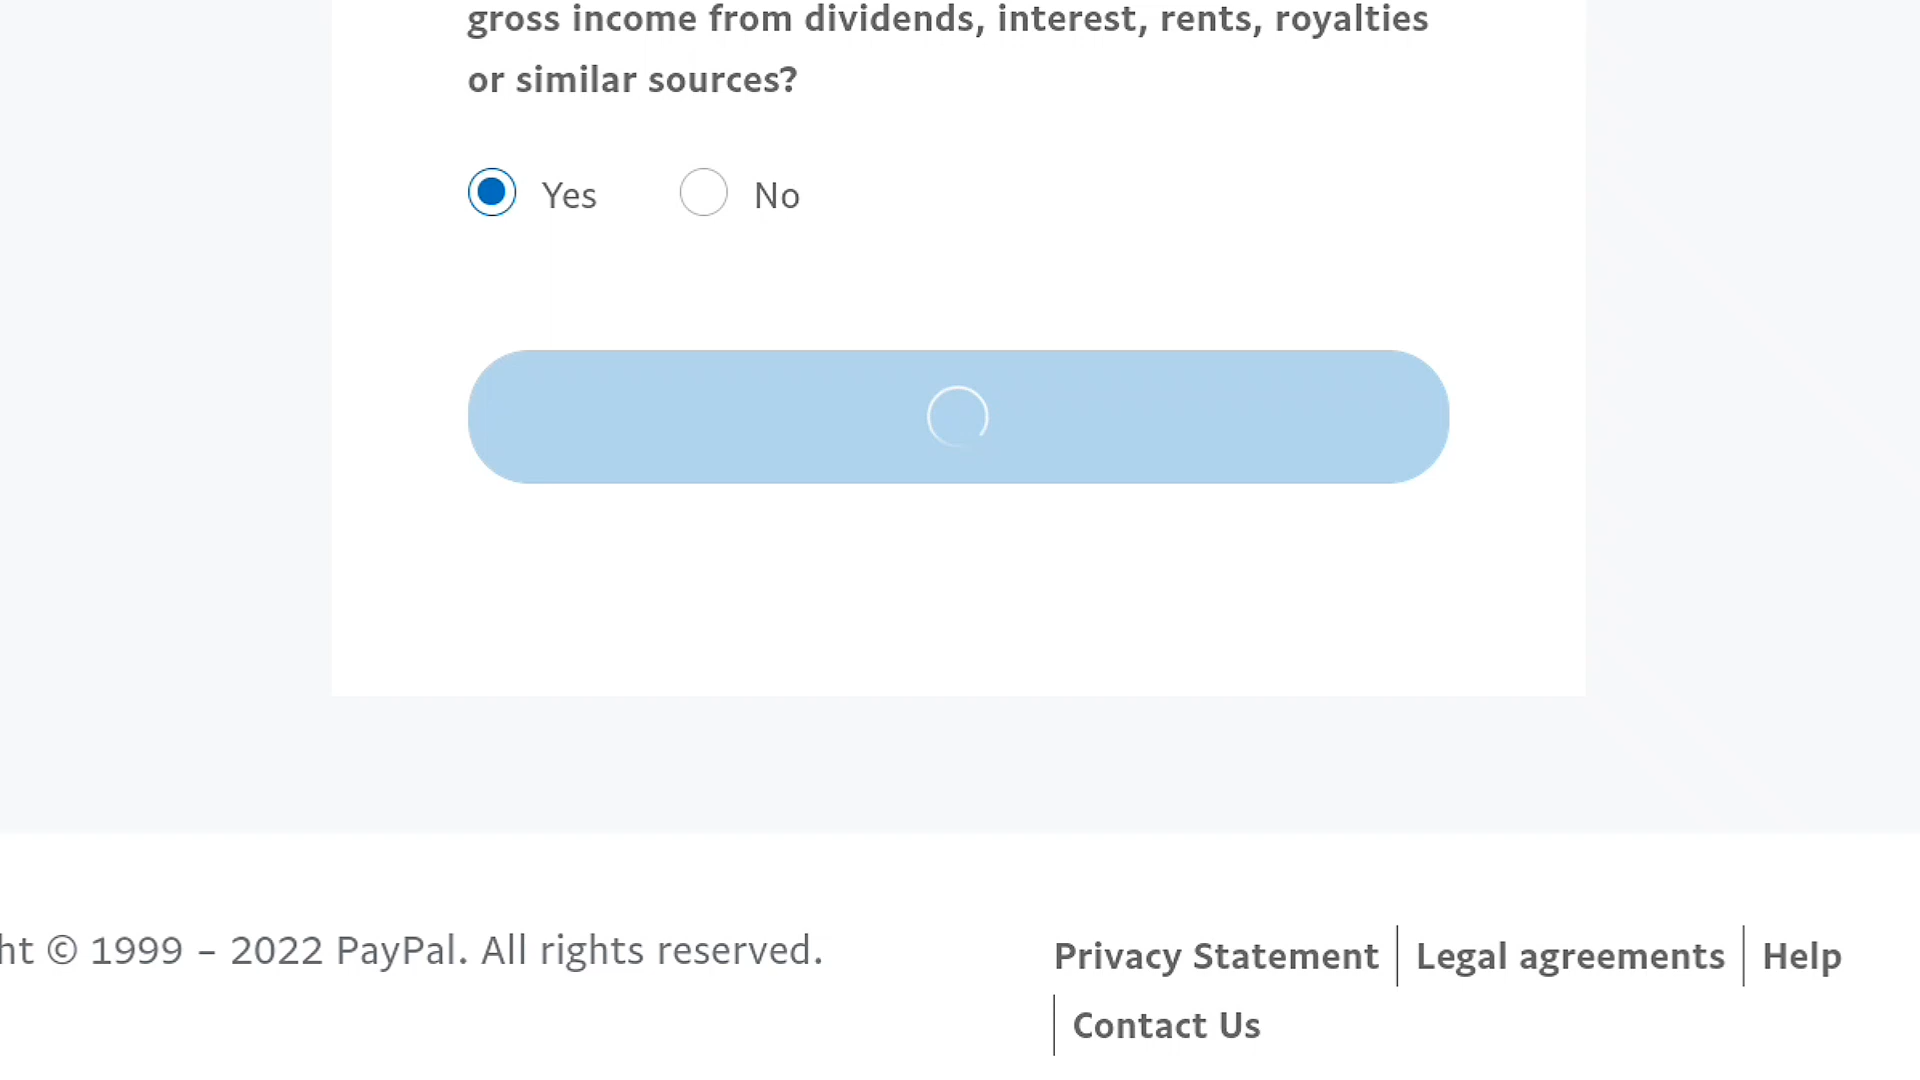 gross income from dividends, interest, rents, royalties
or similar sources?
Yes No
ht © 1999 – 2022 PayPal. All rights reserved.
Privacy Statement Legal agreements Help
Contact Us